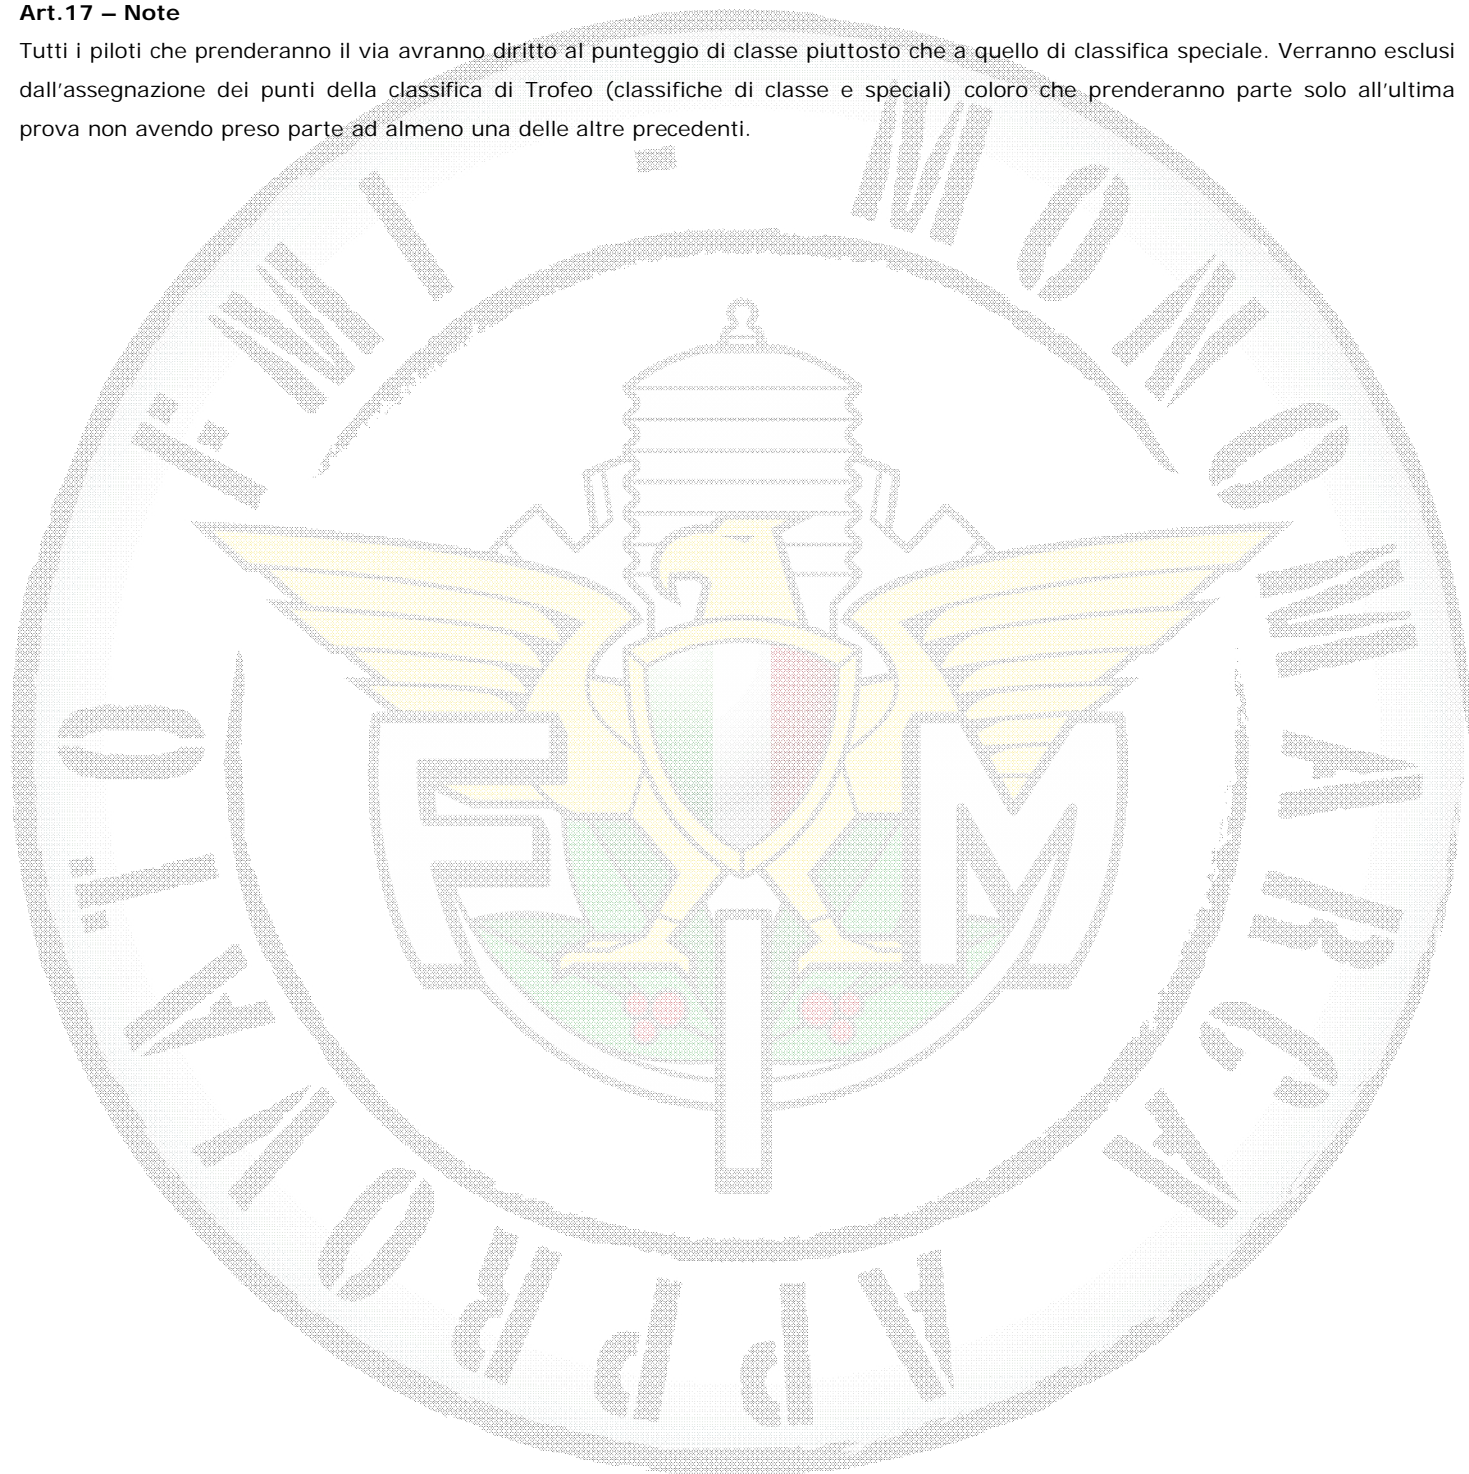 Art.17 – Note
Tutti i piloti che prenderanno il via avranno diritto al punteggio di classe piuttosto che a quello di classifica speciale. Verranno esclusi
dall’assegnazione dei punti della classifica di Trofeo (classifiche di classe e speciali) coloro che prenderanno parte solo all’ultima
prova non avendo preso parte ad almeno una delle altre precedenti.
MONOMARCA APPROVATO F.M.I -
FIM